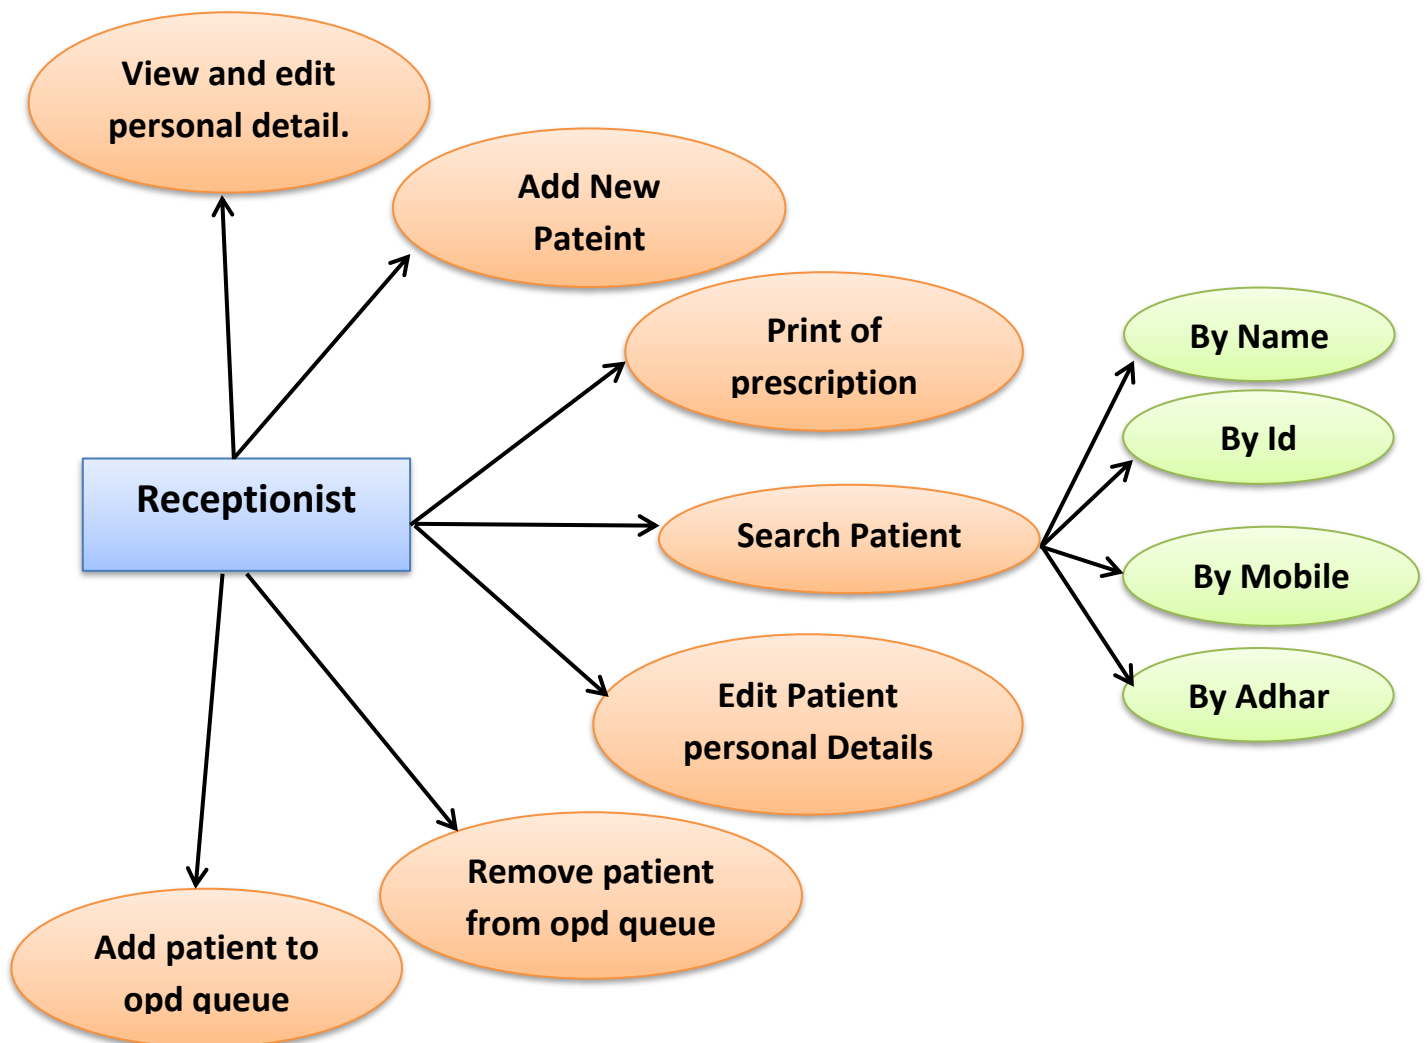 View and edit
personal detail.
Add New
Pateint
Print of
prescription
By Name
By Id
Receptionist
Search Patient
By Mobile
Edit Patient
personal Details
By Adhar
Remove patient
from opd queue
Add patient to
opd queue